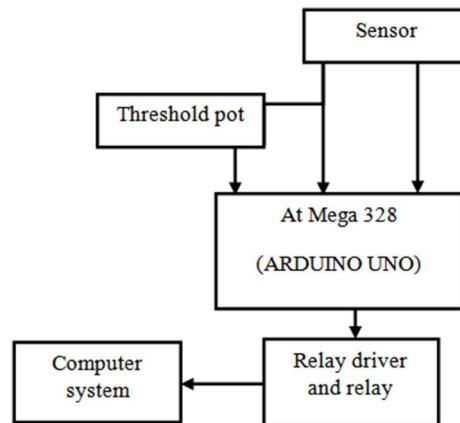 Sensor
Threshold pot
At Mega 328
(ARDUINO UNO)
Computer
system
Relay driver
and relay